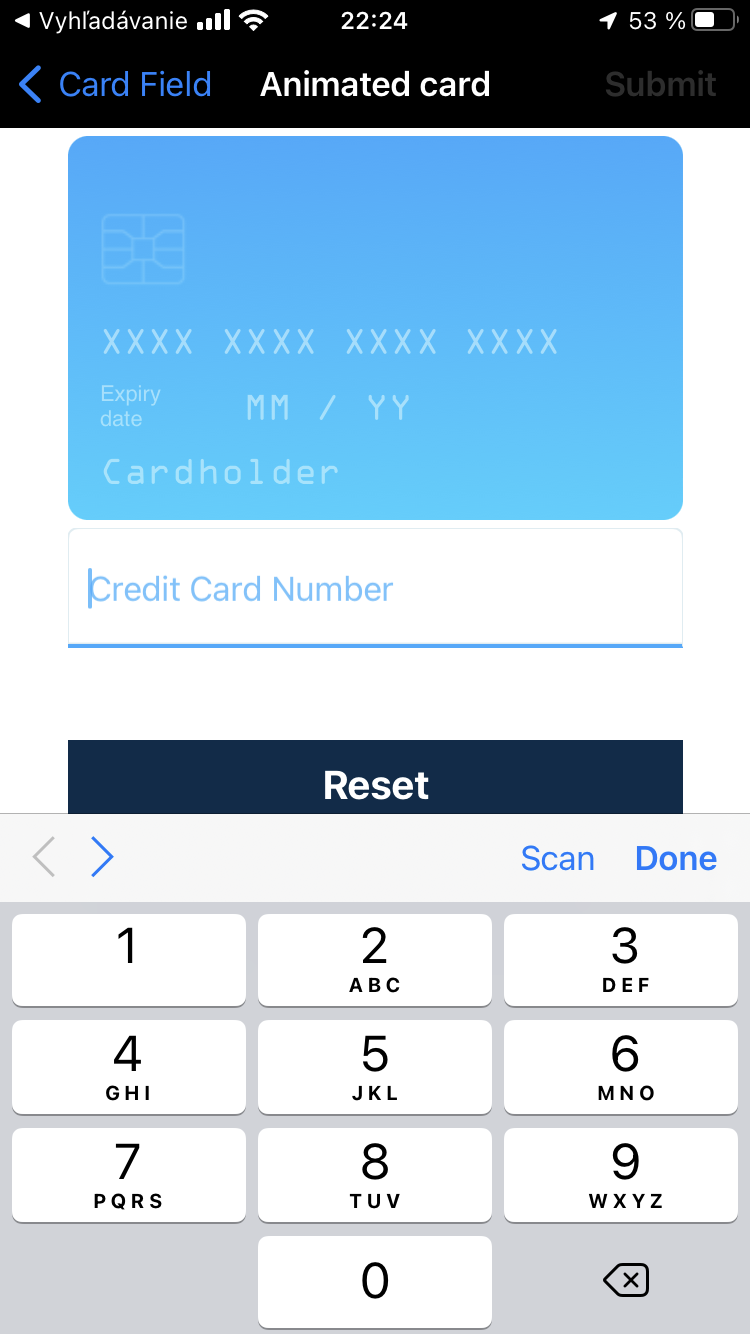 Vyhľadávanie 22:24 53 %
Card Field Animated card Submit
XXXX XXXX XXXX XXXX
Expiry
date MM / YY
Cardholder
Credit Card Number
Reset
Scan Done
1 2 3
ABC DEF
4 5 6
GHI JKL MNO
7 8 9
PQRS TUV WXYZ
0